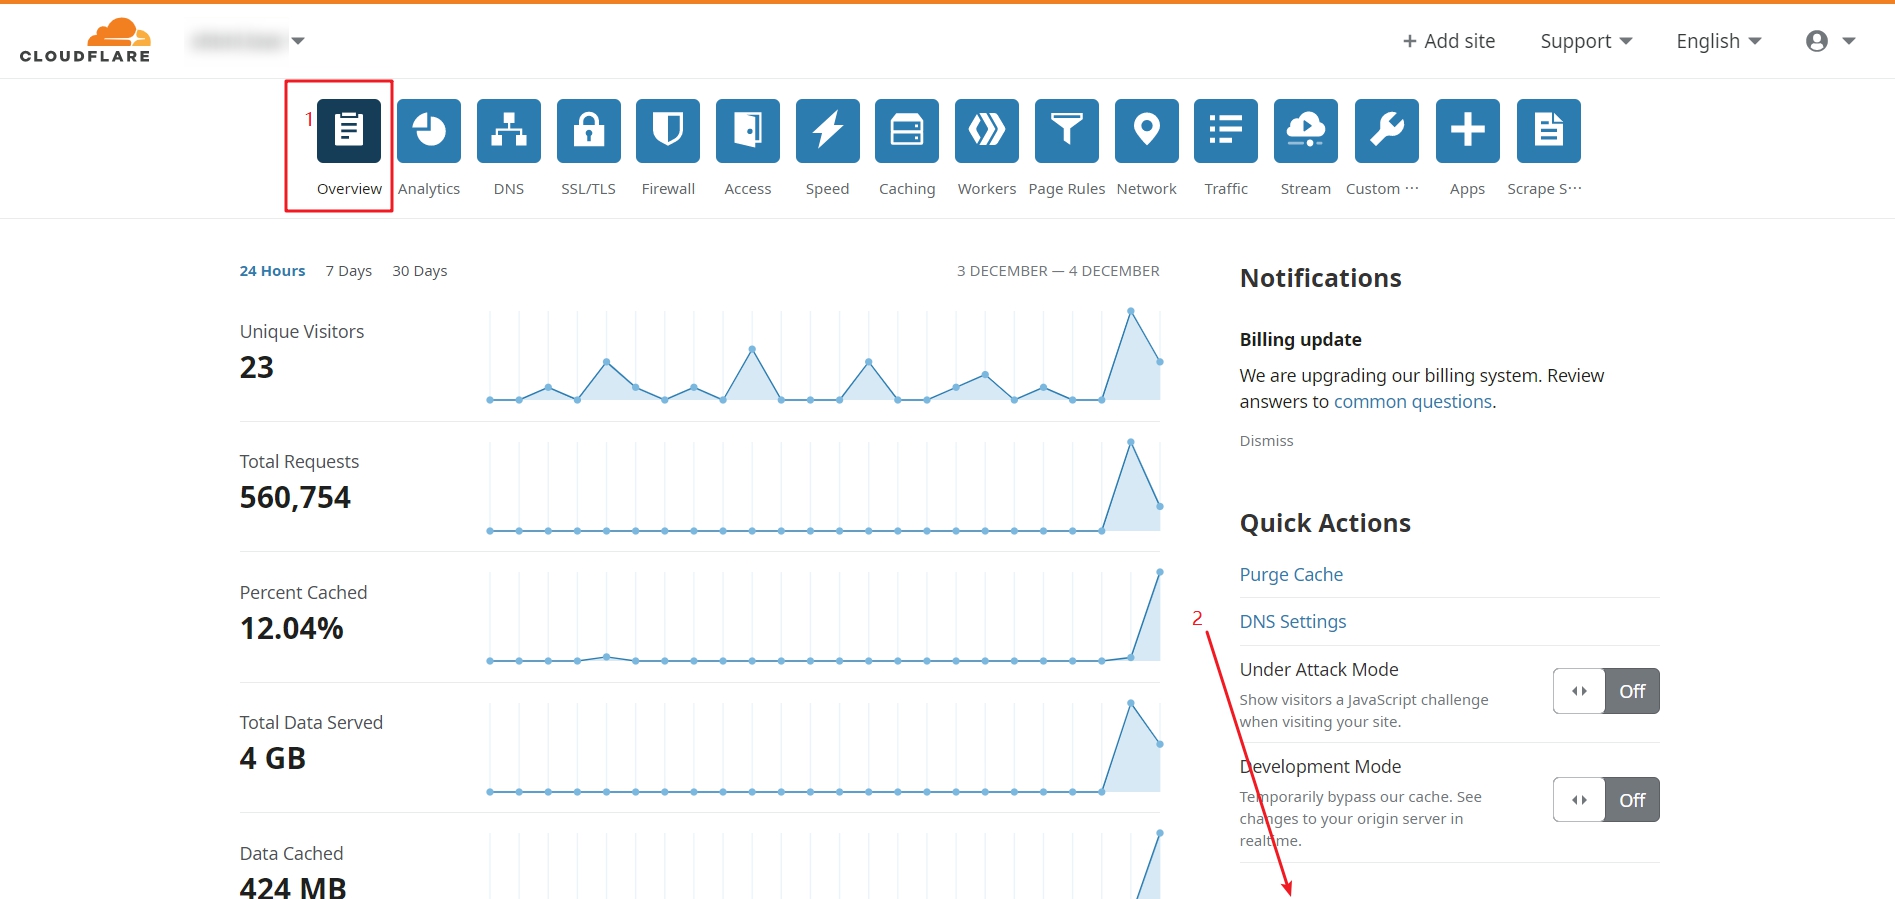 CLOUDFLARE
+ Add site
Support
English
1
Overview
Analytics
DNS
SSL/TLS
Firewall
Access
Speed
Caching
Workers
Page Rules
Network
Traffic
Stream
Custom ···
Apps
Scrape S···
24 Hours 7 Days 30 Days
3 DECEMBER — 4 DECEMBER
Unique Visitors
23
Total Requests
560,754
Percent Cached
12.04%
Total Data Served
4 GB
Data Cached
424 MB
Notifications
Billing update
We are upgrading our billing system. Review
answers to common questions.
Dismiss
Quick Actions
Purge Cache
2
DNS Settings
Under Attack Mode
Show visitors a JavaScript challenge
when visiting your site.
Off
Development Mode
Temporarily bypass our cache. See
changes to your origin server in
realtime.
Off